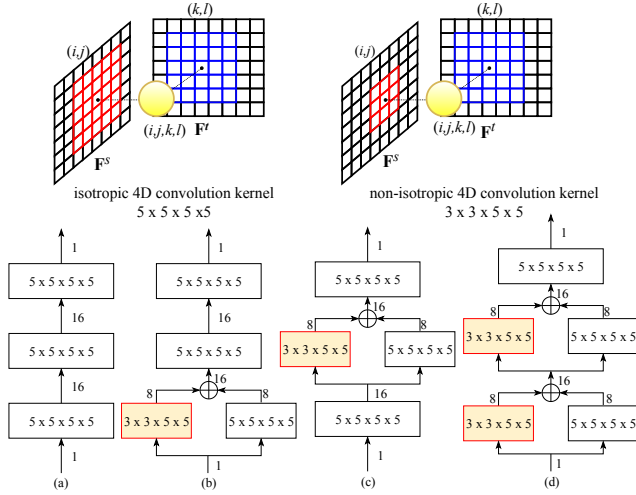 (i,j)
(k,l)
(i,j,k,l)
F^s
F^t
isotropic 4D convolution kernel
5 x 5 x 5 x5
(i,j)
(k,l)
(i,j,k,l)
F^s
F^t
non-isotropic 4D convolution kernel
3 x 3 x 5 x 5
1
5 x 5 x 5 x 5
16
5 x 5 x 5 x 5
16
5 x 5 x 5 x 5
1
(a)
1
5 x 5 x 5 x 5
16
5 x 5 x 5 x 5
16
8
8
3 x 3 x 5 x 5
5 x 5 x 5 x 5
1
(b)
1
5 x 5 x 5 x 5
16
8
8
3 x 3 x 5 x 5
5 x 5 x 5 x 5
16
5 x 5 x 5 x 5
1
(c)
1
5 x 5 x 5 x 5
16
8
8
3 x 3 x 5 x 5
5 x 5 x 5 x 5
16
8
8
3 x 3 x 5 x 5
5 x 5 x 5 x 5
1
(d)